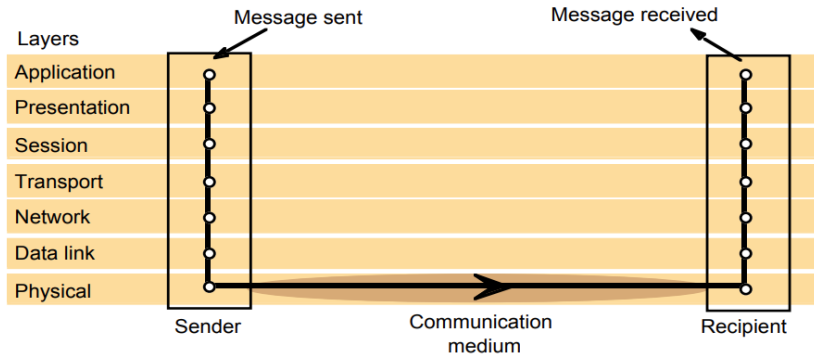 Message sent
Message received
Layers
Application
Presentation
Session
Transport
Network
Data link
Physical
Sender
Communication
medium
Recipient